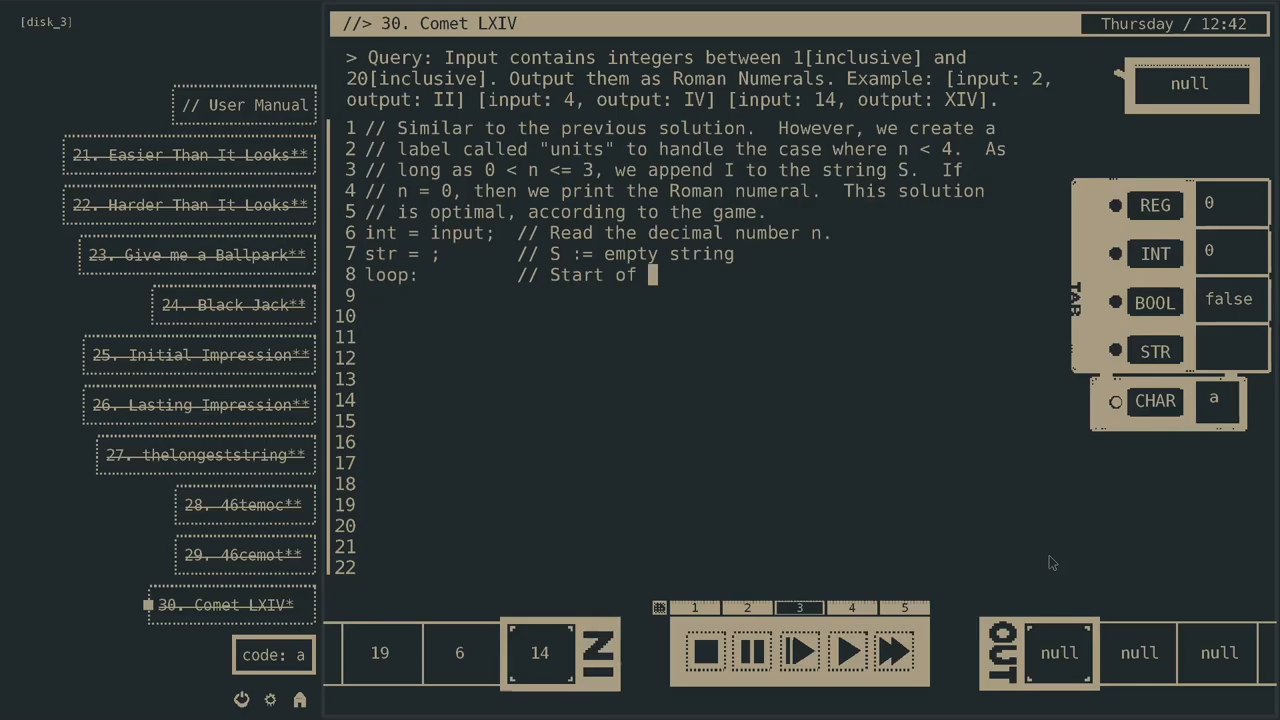 [disk_3]
// User Manual
21. Easier Than It Looks**
22. Harder Than It Looks**
23. Give me a Ballpark**
24. Black Jack**
25. Initial Impression**
26. Lasting Impression**
27. thelongeststring**
28. 46temoc**
29. 46cemot**
30. Comet LXIV*
code: a
//> 30. Comet LXIV
Thursday / 12:42
> Query: Input contains integers between 1[inclusive] and
20[inclusive]. Output them as Roman Numerals. Example: [input: 2,
output: II] [input: 4, output: IV] [input: 14, output: XIV].
1 // Similar to the previous solution.  However, we create a
2 // label called "units" to handle the case where n < 4.  As
3 // long as 0 < n <= 3, we append I to the string S.  If
4 // n = 0, then we print the Roman numeral.  This solution
5 // is optimal, according to the game.
6 int = input;  // Read the decimal number n.
7 str = ;       // S := empty string
8 loop:         // Start of
9
10
11
12
13
14
15
16
17
18
19
20
21
22
null
TAP
REG 0
INT 0
BOOL false
STR
CHAR a
19 6 14 IN
1 2 3 4 5
OUT null null null